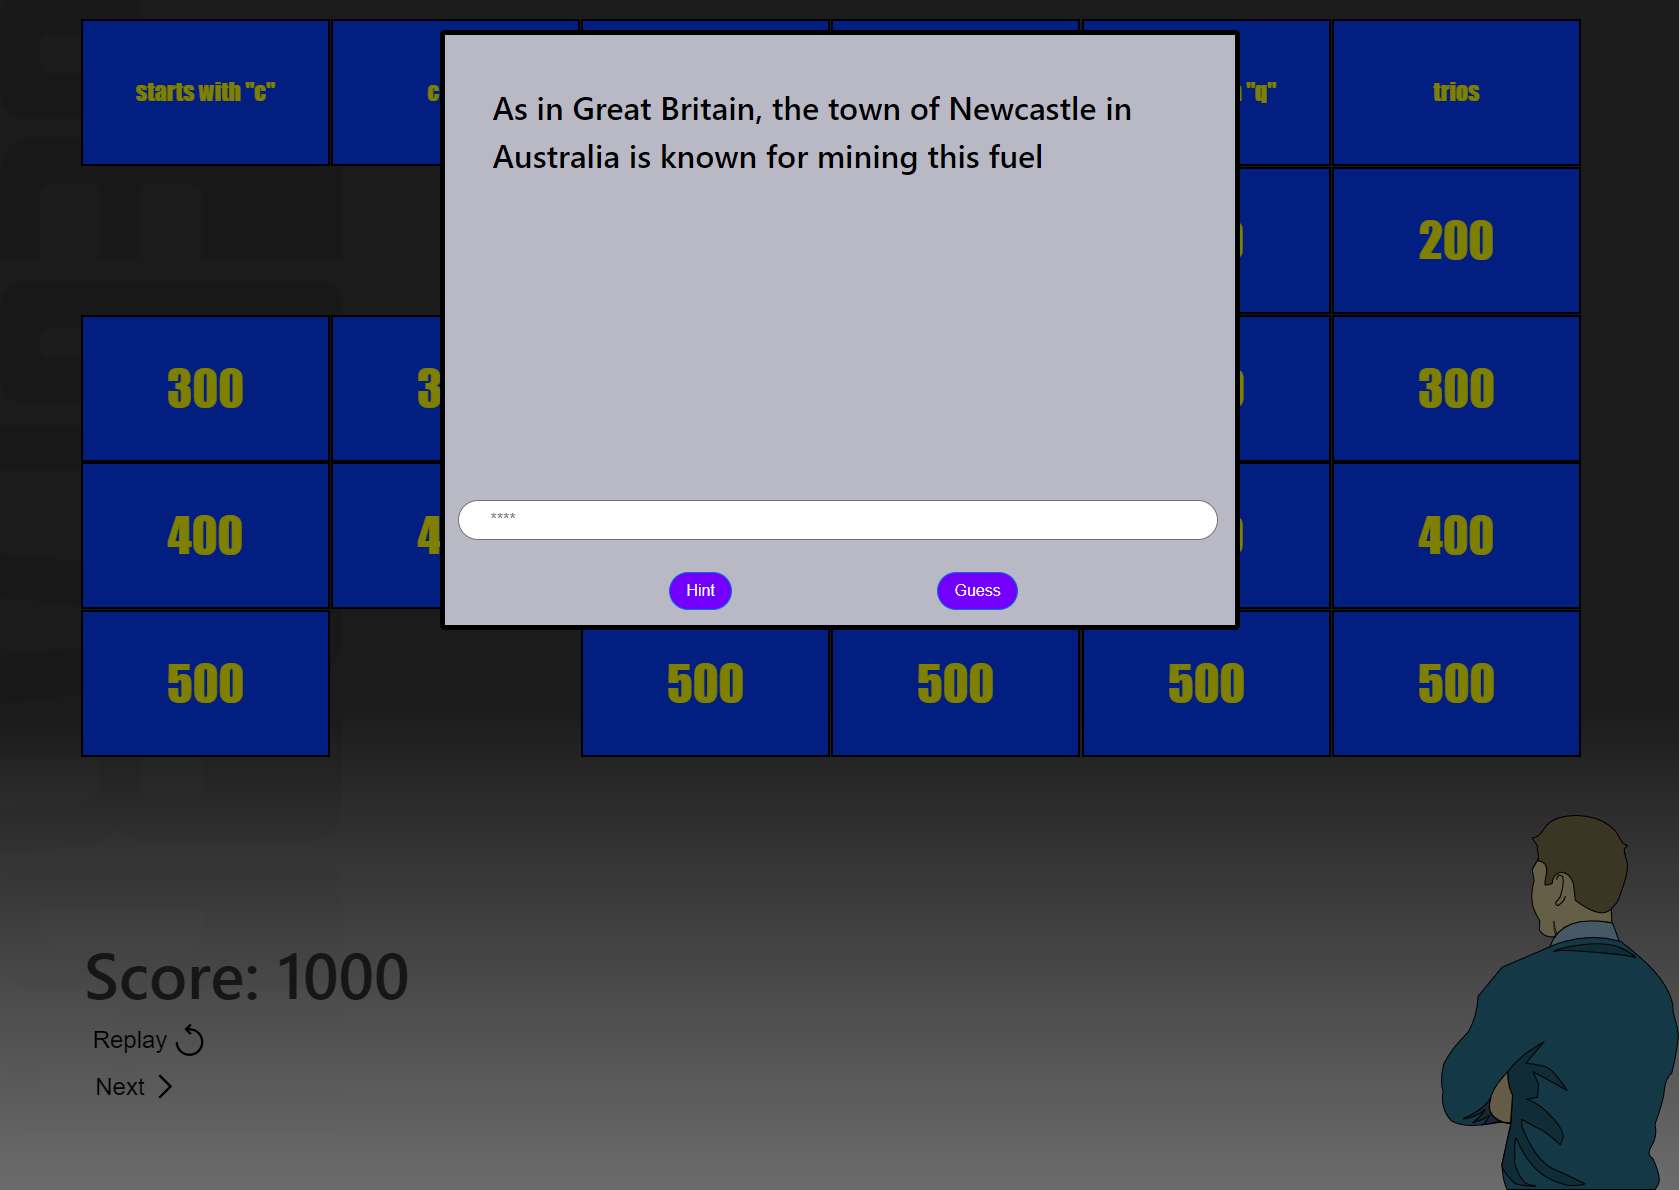 starts with "c"
c
"q"
trios
As in Great Britain, the town of Newcastle in
Australia is known for mining this fuel
200
300
3
300
400
4
400
****
Hint
Guess
500
500
500
500
500
Score: 1000
Replay
Next